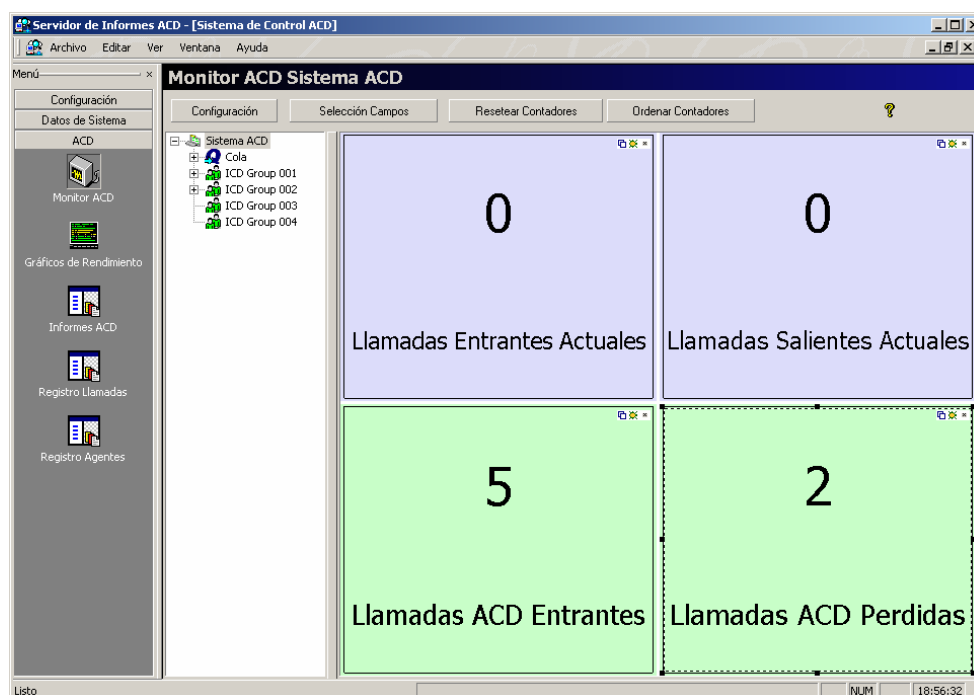 Servidor de Informes ACD - [Sistema de Control ACD]
Archivo Editar Ver Ventana Ayuda
Menú
Configuración
Datos de Sistema
ACD
Monitor ACD
Gráficos de Rendimiento
Informes ACD
Registro Llamadas
Registro Agentes
Monitor ACD Sistema ACD
Configuración Selección Campos Resetear Contadores Ordenar Contadores ?
Sistema ACD
Cola
ICD Group 001
ICD Group 002
ICD Group 003
ICD Group 004
0
Llamadas Entrantes Actuales
0
Llamadas Salientes Actuales
5
Llamadas ACD Entrantes
2
Llamadas ACD Perdidas
Listo NUM 18:56:32